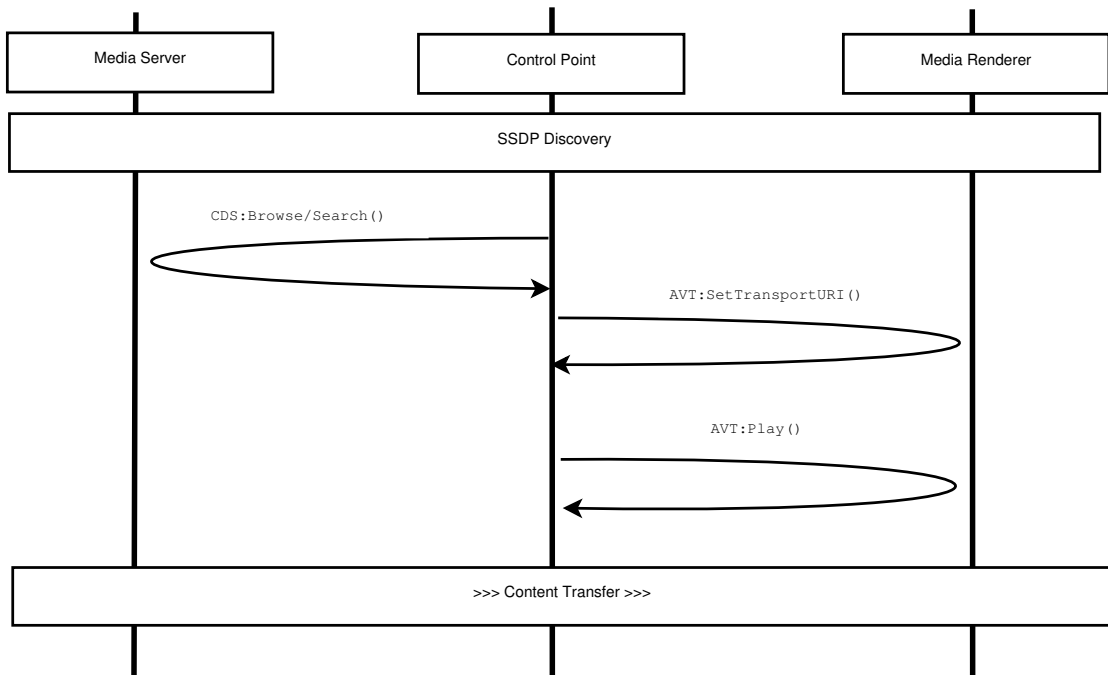 Media Server
Control Point
Media Renderer
SSDP Discovery
CDS:Browse/Search()
AVT:SetTransportURI()
AVT:Play()
>>> Content Transfer >>>